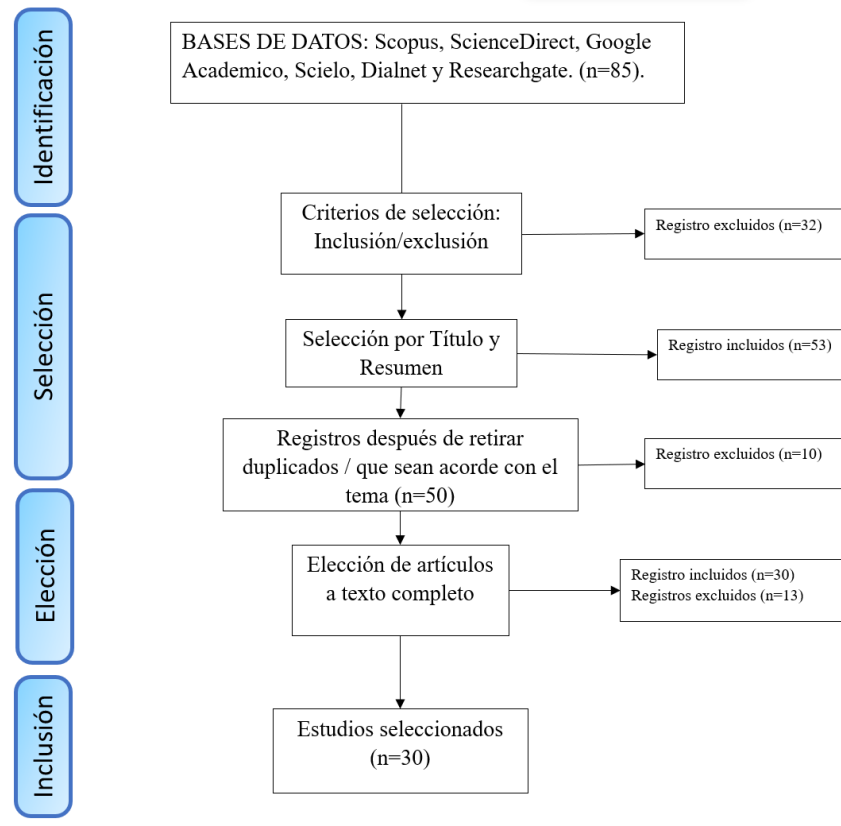 Identificación
BASES DE DATOS: Scopus, ScienceDirect, Google
Academico, Scielo, Dialnet y Researchgate. (n=85).
Selección
Criterios de selección:
Inclusión/exclusión
Registro excluidos (n=32)
Selección por Título y
Resumen
Registro incluidos (n=53)
Registros después de retirar
duplicados / que sean acorde con el
tema (n=50)
Registro excluidos (n=10)
Elección
Elección de artículos
a texto completo
Registro incluidos (n=30)
Registros excluidos (n=13)
Inclusión
Estudios seleccionados
(n=30)